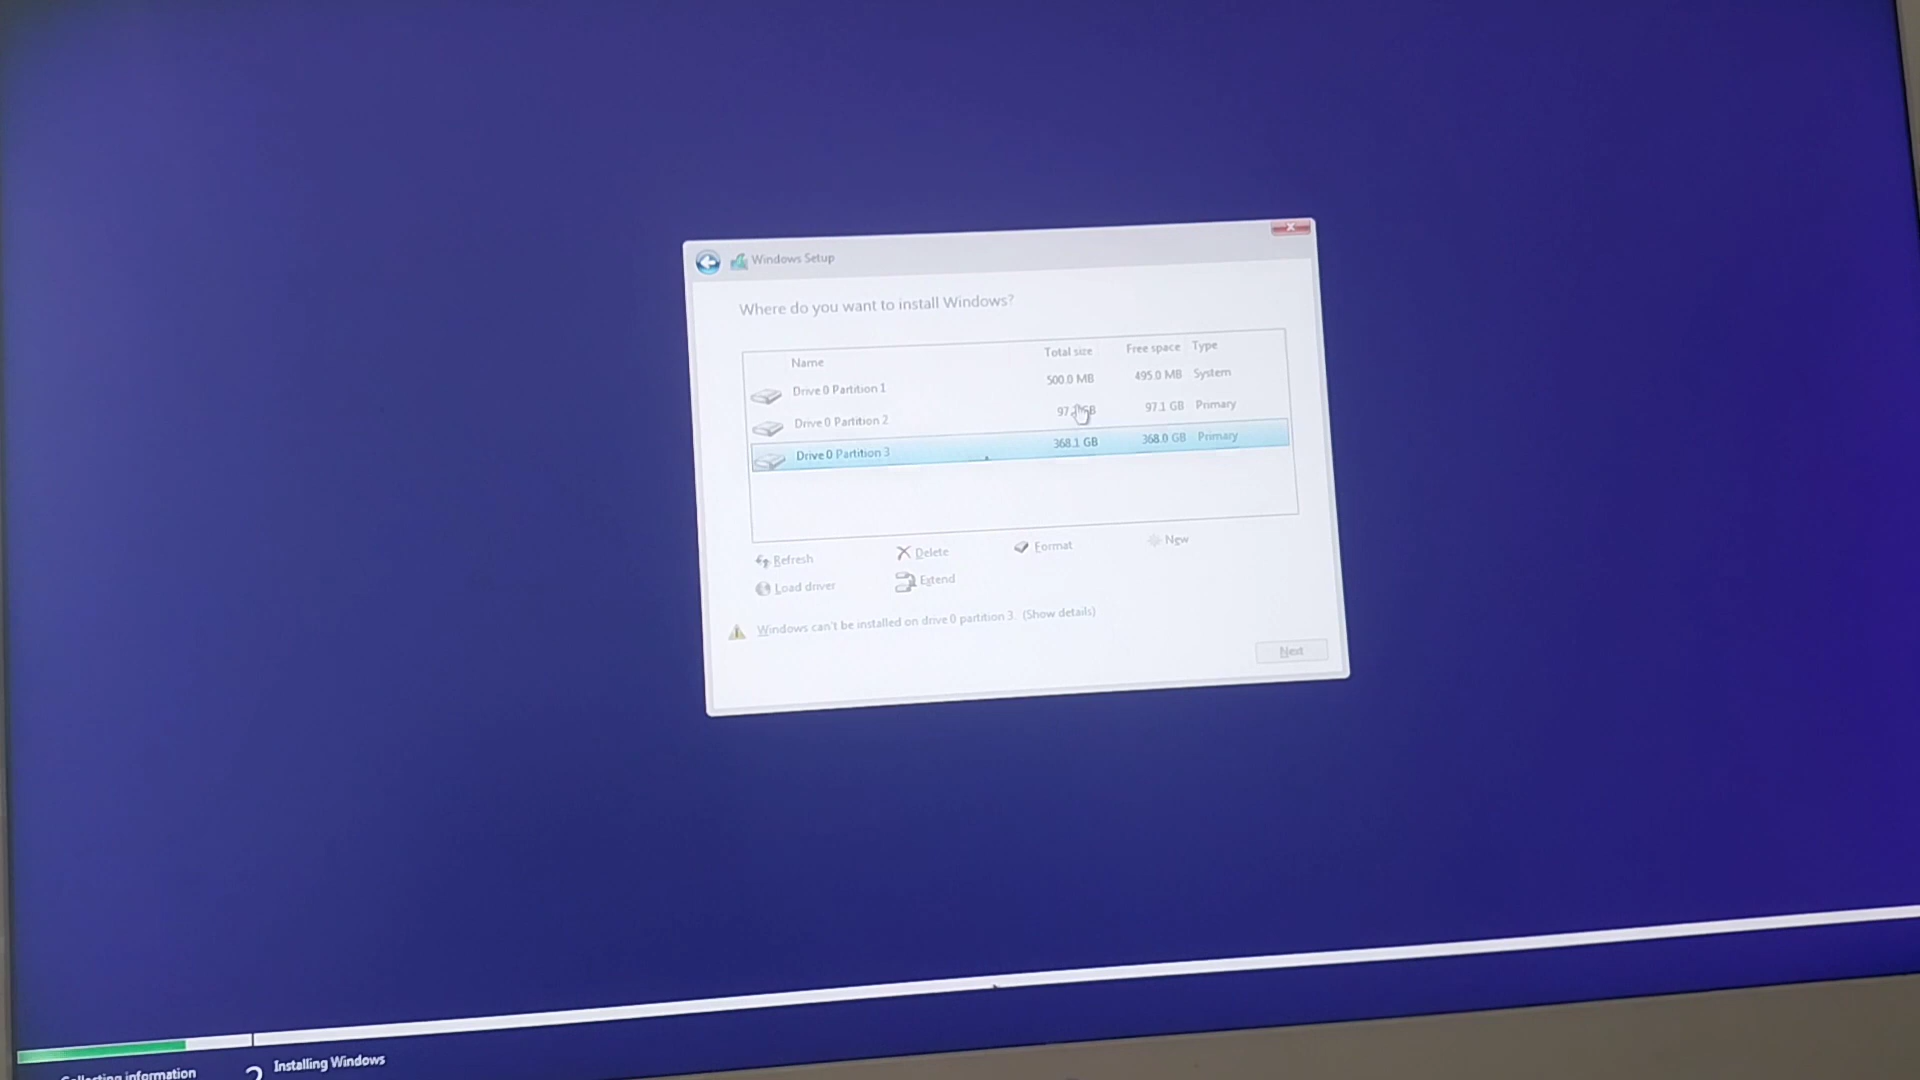 Windows Setup
Where do you want to install Windows?
Name Total size Free space Type
Drive 0 Partition 1 500.0 MB 495.0 MB System
Drive 0 Partition 2 97.1 GB Primary
Drive 0 Partition 3 368.1 GB 368.0 GB Primary
Refresh Delete Format New
Load driver Extend
Windows can't be installed on drive 0 partition 3. (Show details)
Next
Collecting information 2 Installing Windows